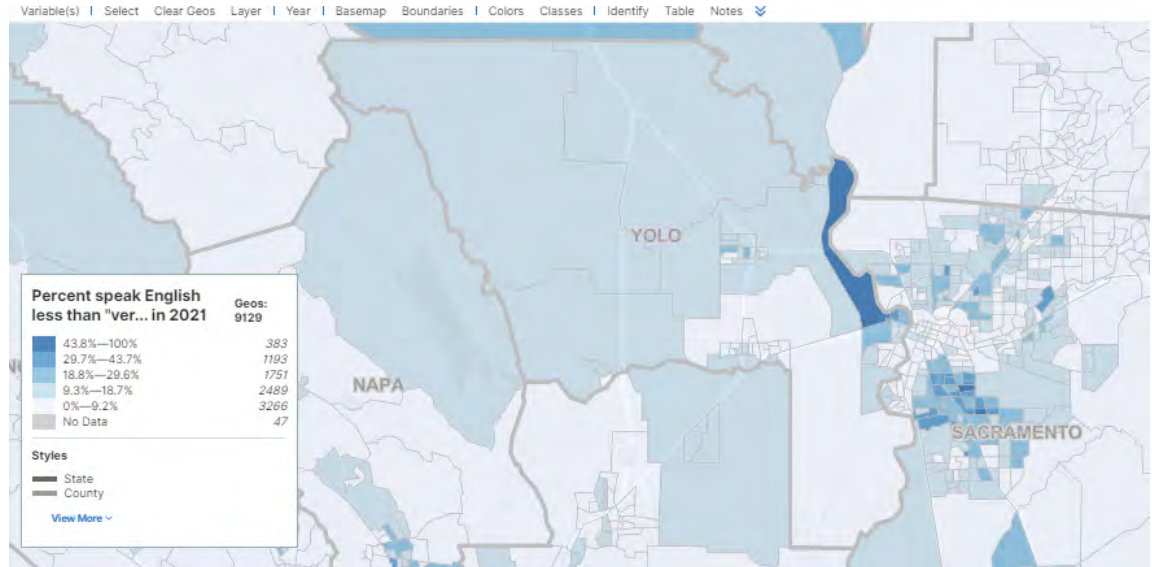 Variable(s) | Select Clear Geos Layer | Year | Basemap Boundaries | Colors Classes | Identify Table Notes
YOLO
Percent speak English less than "ver... in 2021
Geos: 9129
43.8%—100% 383
29.7%—43.7% 1193
18.8%—29.6% 1751
9.3%—18.7% 2489
0%—9.2% 3266
No Data 47
NAPA
SACRAMENTO
Styles
State
County
View More